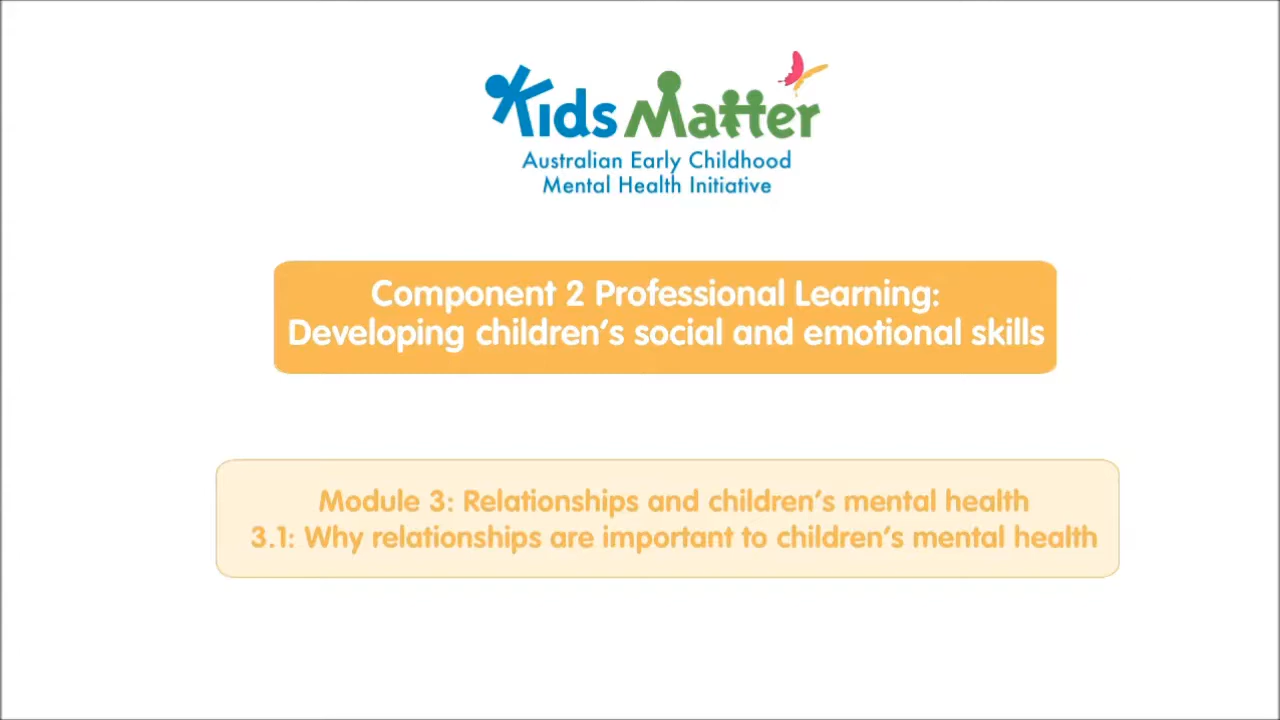 KidsMatter
Australian Early Childhood
Mental Health Initiative
Component 2 Professional Learning:
Developing children's social and emotional skills
Module 3: Relationships and children's mental health
3.1: Why relationships are important to children's mental health